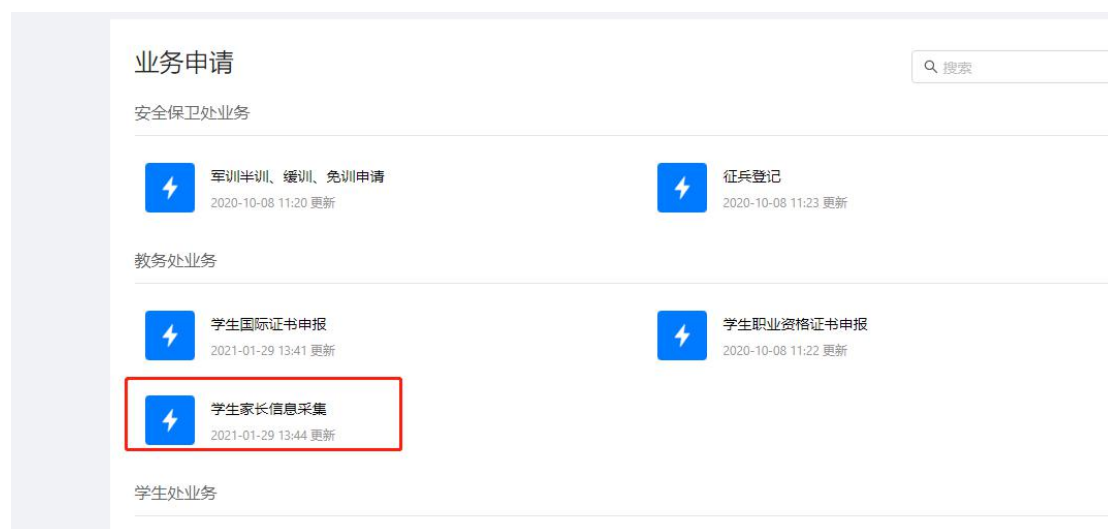 业务申请
搜索
安全保卫处业务
军训半训、缓训、免训申请
2020-10-08 11:20 更新
征兵登记
2020-10-08 11:23 更新
教务处业务
学生国际证书申报
2021-01-29 13:41 更新
学生职业资格证书申报
2020-10-08 11:22 更新
学生家长信息采集
2021-01-29 13:44 更新
学生处业务